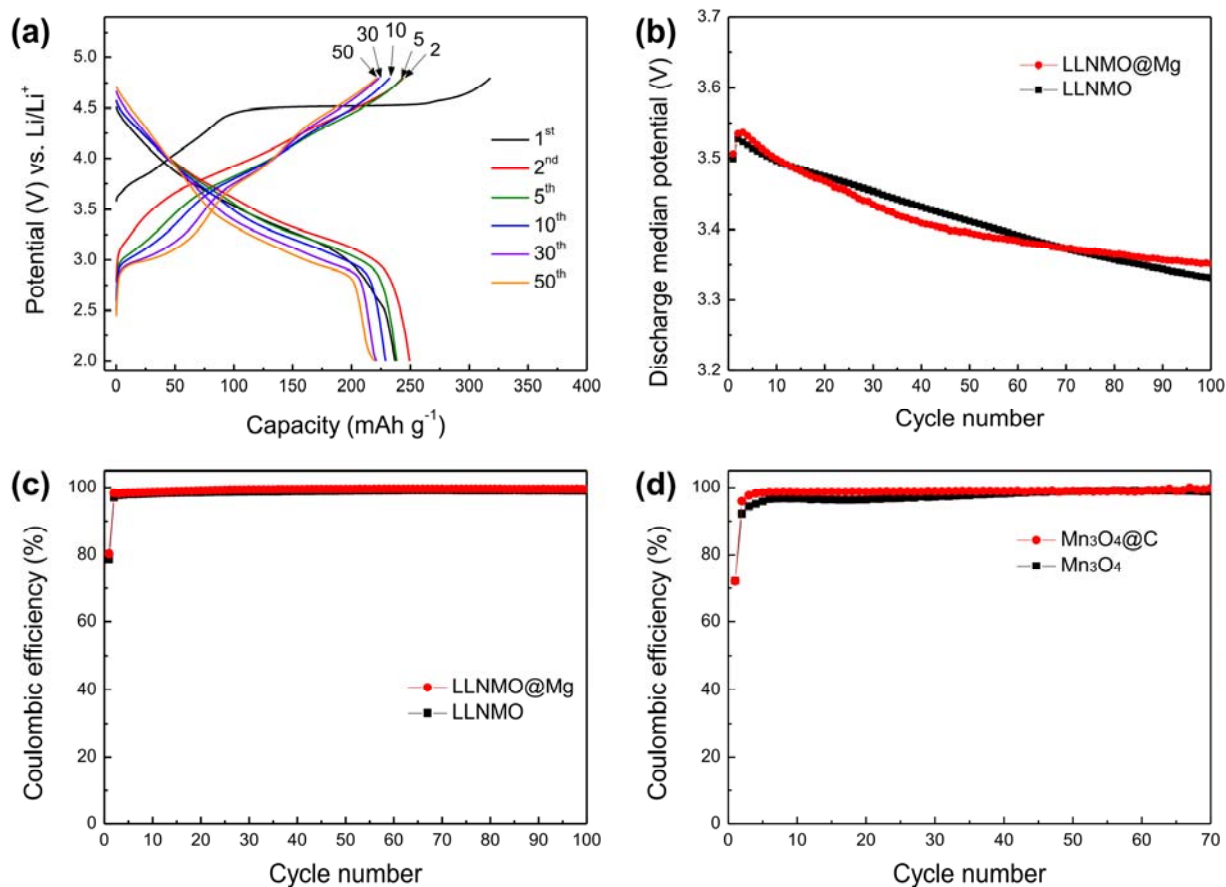 (a)
50 30 10 5 2
5.0
4.5
4.0
3.5
3.0
2.5
2.0
Potential (V) vs. Li/Li⁺
1ˢᵗ
2ⁿᵈ
5ᵗʰ
10ᵗʰ
30ᵗʰ
50ᵗʰ
0 50 100 150 200 250 300 350 400
Capacity (mAh g⁻¹)
(b)
3.7
3.6
3.5
3.4
3.3
3.2
Discharge median potential (V)
LLNMO@Mg
LLNMO
0 10 20 30 40 50 60 70 80 90 100
Cycle number
(c)
100
80
60
40
20
0
Coulombic efficiency (%)
LLNMO@Mg
LLNMO
0 10 20 30 40 50 60 70 80 90 100
Cycle number
(d)
100
80
60
40
20
0
Coulombic efficiency (%)
Mn₃O₄@C
Mn₃O₄
0 10 20 30 40 50 60 70
Cycle number